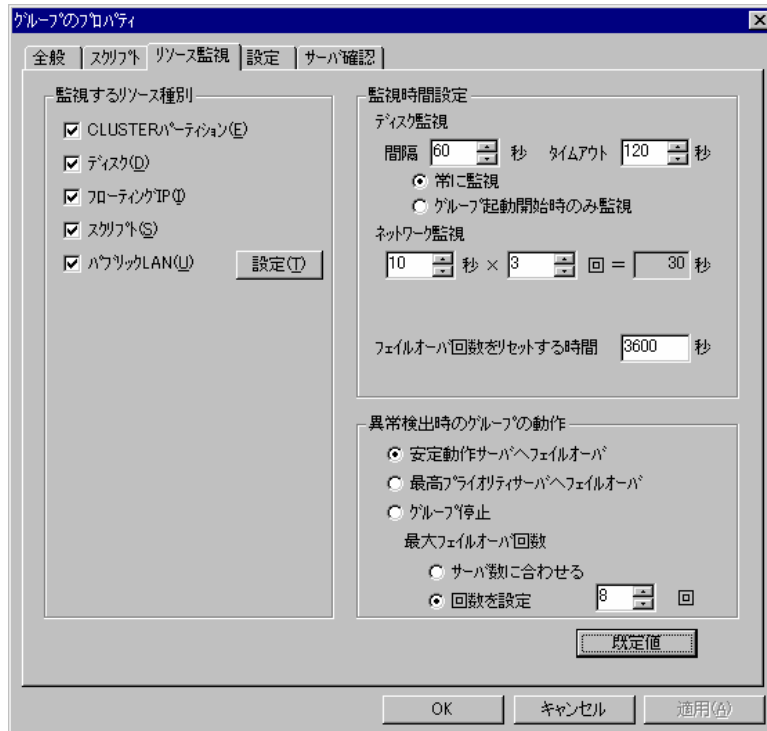 グループのプロパティ
全般 スクリプト リソース監視 設定 サーバ確認
監視するリソース種別
CLUSTERパーティション(E)
ディスク(D)
フローティングIP(I)
スクリプト(S)
パブリックLAN(U) 設定(T)
監視時間設定
ディスク監視
間隔 60 秒 タイムアウト 120 秒
常に監視
グループ起動開始時のみ監視
ネットワーク監視
10 秒 × 3 回 = 30 秒
フェイルオーバ回数をリセットする時間 3600 秒
異常検出時のグループの動作
安定動作サーバへフェイルオーバ
最高プライオリティサーバへフェイルオーバ
グループ停止
最大フェイルオーバ回数
サーバ数に合わせる
回数を設定 8 回
既定値
OK キャンセル 適用(A)